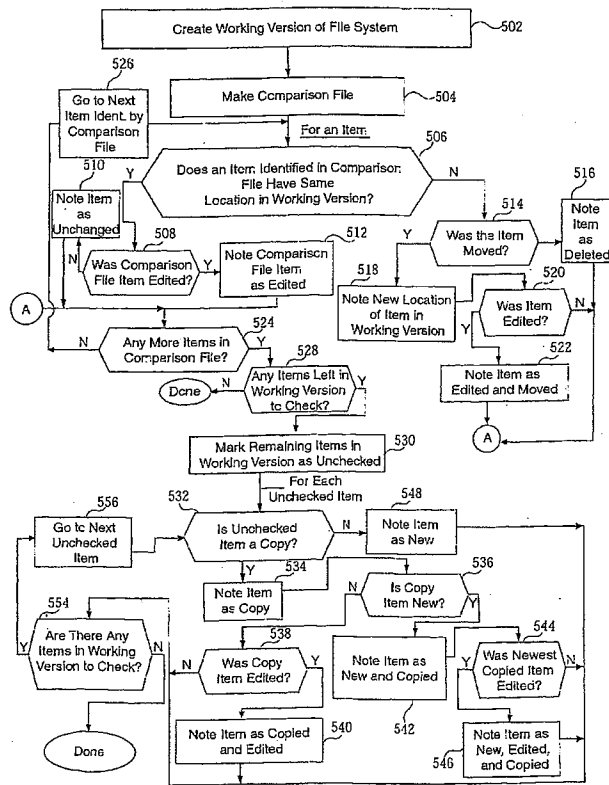 Create Working Version of File System
502
526
Go to Next
Item Ident. by
Comparison
File
Make Comparison File
504
For an Item
506
Does an Item Identified in Comparison
File Have Same
Location in Working Version?
Y
N
510
Note Item
as
Unchanged
508
Was Comparison
File Item Edited?
N
Y
512
Note Comparison
File Item
as Edited
514
Was the Item
Moved?
Y
516
Note
Item
as
Deleted
518
Note New Location
of Item in
Working Version
520
Was Item
Edited?
N
Y
522
Note Item as
Edited and Moved
A
A
524
Any More Items in
Comparison File?
N
Y
528
Any Items Left in
Working Version
to Check?
N
Y
Done
Mark Remaining Items in
Working Version as Unchecked
530
For Each
Unchecked Item
556
Go to Next
Unchecked
Item
532
Is Unchecked
Item a Copy?
N
Y
548
Note Item
as New
534
Note Item
as Copy
536
Is Copy
Item New?
N
Y
554
Are There Any
Items in Working
Version to Check?
Y
N
538
Was Copy
Item Edited?
N
Y
Note Item as
New and Copied
542
544
Was Newest
Copied Item
Edited?
N
Y
Done
Note Item as Copied
and Edited
540
546
Note Item as
New, Edited,
and Copied